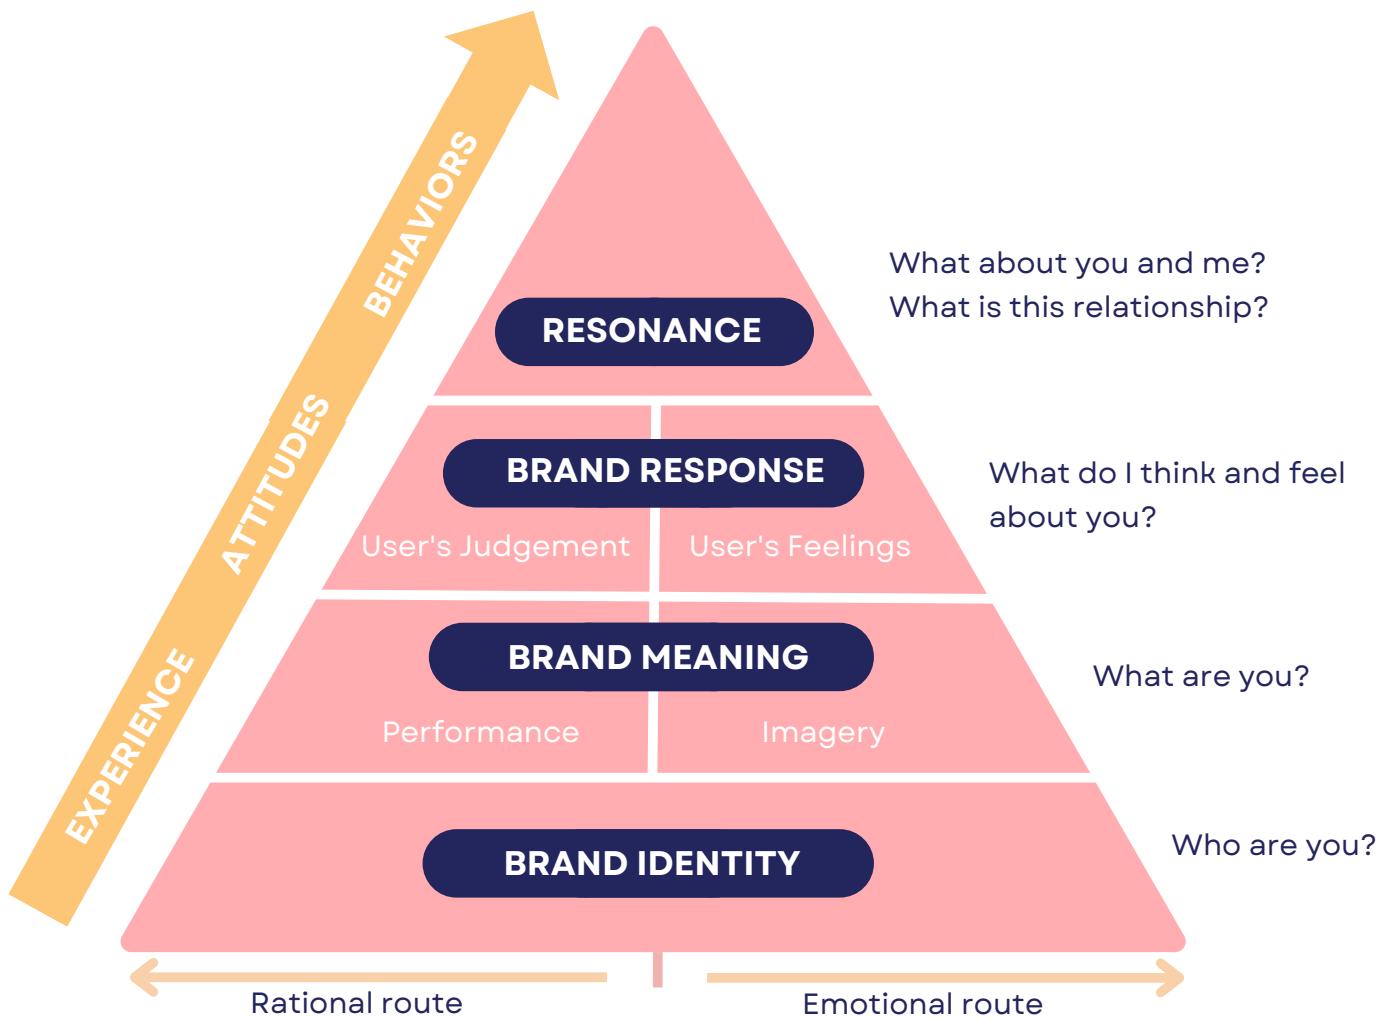 BEHAVIORS
ATTITUDES
EXPERIENCE
RESONANCE
What about you and me?
What is this relationship?
BRAND RESPONSE
User's Judgement
User's Feelings
What do I think and feel
about you?
BRAND MEANING
Performance
Imagery
What are you?
BRAND IDENTITY
Who are you?
Rational route
Emotional route